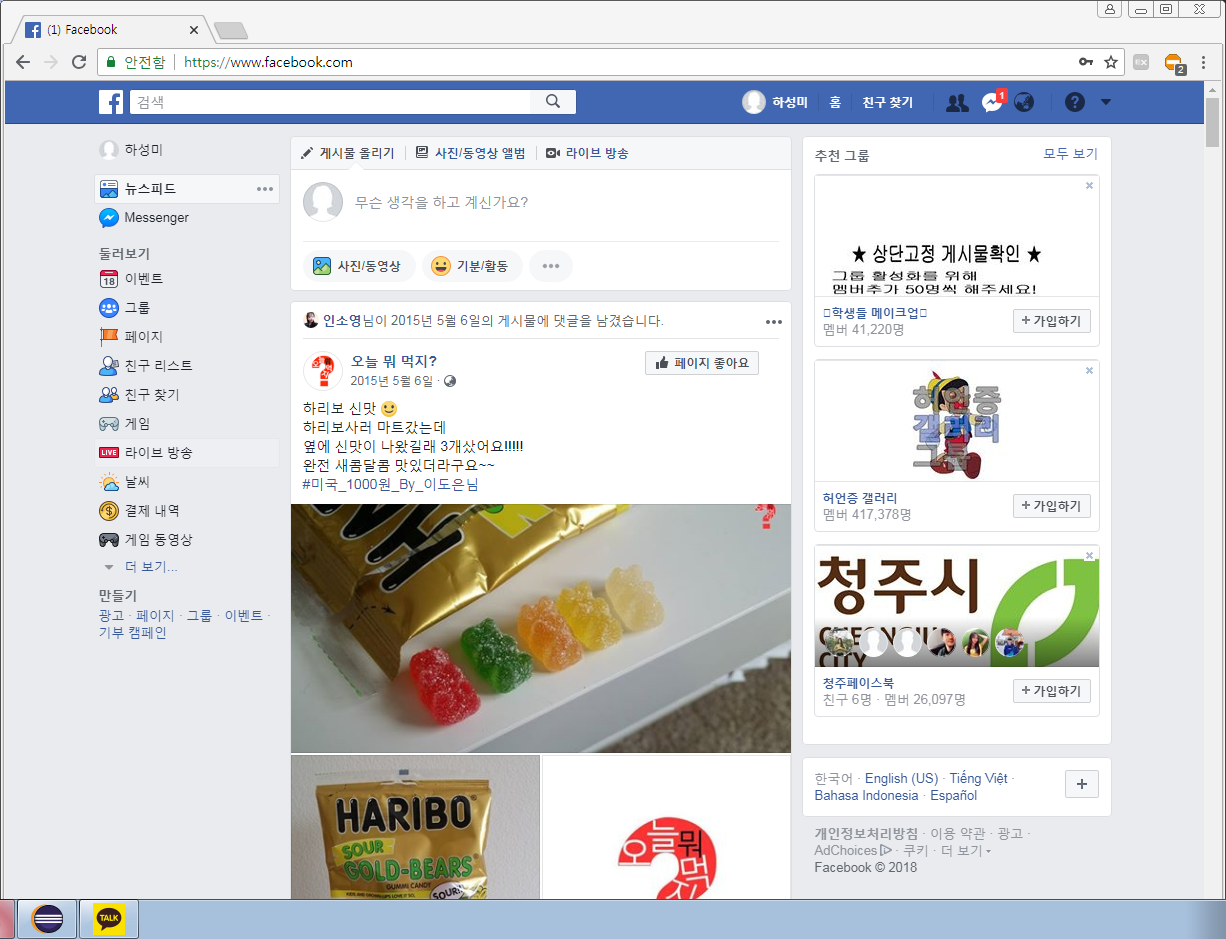 (1) Facebook
안전함
https://www.facebook.com
EX
2
검색
하성미
홈
친구 찾기
1
하성미
뉴스피드
Messenger
둘러보기
18
이벤트
그룹
페이지
친구 리스트
친구 찾기
게임
LIVE
라이브 방송
날씨
결제 내역
게임 동영상
더 보기...
만들기
광고 · 페이지 · 그룹 · 이벤트 ·
기부 캠페인
게시물 올리기
사진/동영상 앨범
라이브 방송
무슨 생각을 하고 계신가요?
사진/동영상
기분/활동
인소영님이 2015년 5월 6일의 게시물에 댓글을 남겼습니다.
오늘 뭐 먹지?
2015년 5월 6일 ·
페이지 좋아요
하리보 신맛
하리보사러 마트갔는데
옆에 신맛이 나왔길래 3개샀어요!!!!!
완전 새콤달콤 맛있더라구요~~
#미국_1000원_By_이도은님
HARIBO
SOUR
GOLD-BEARS
GUMMI CANDY
KIDS AND GROWN-UPS LOVE IT SO,
SOUR!
오늘뭐
먹지
추천 그룹
모두 보기
★ 상단고정 게시물확인 ★
그룹 활성화를 위해
멤버추가 50명씩 해주세요!
학생들 메이크업
멤버 41,220명
+ 가입하기
허언증
갤러리
그룹
허언증 갤러리
멤버 417,378명
+ 가입하기
청주시
CHEONGJU
CITY
청주페이스북
친구 6명 · 멤버 26,097명
+ 가입하기
한국어 · English (US) · Tiếng Việt ·
Bahasa Indonesia · Español
개인정보처리방침 · 이용 약관 · 광고 ·
AdChoices · 쿠키 · 더 보기
Facebook © 2018
TALK